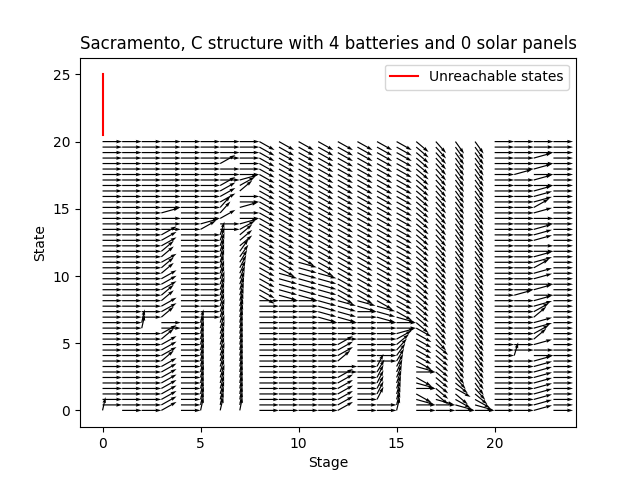 Sacramento, C structure with 4 batteries and 0 solar panels
Unreachable states
25
20
15
10
5
0
State
0 5 10 15 20
Stage